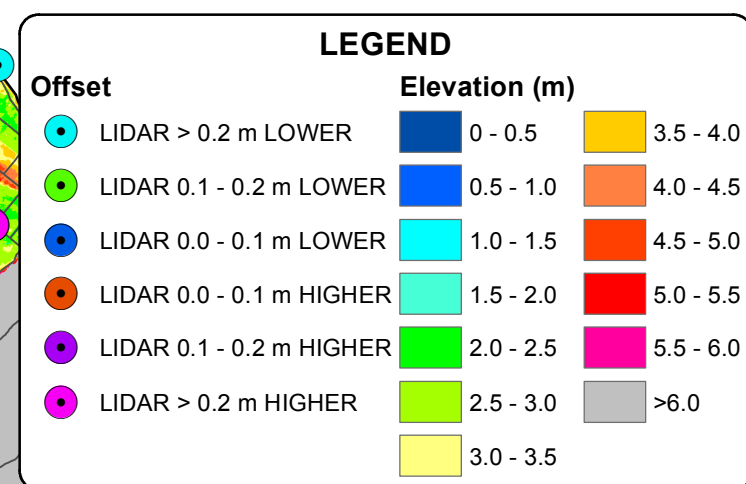 LEGEND
Offset
LIDAR > 0.2 m LOWER
LIDAR 0.1 - 0.2 m LOWER
LIDAR 0.0 - 0.1 m LOWER
LIDAR 0.0 - 0.1 m HIGHER
LIDAR 0.1 - 0.2 m HIGHER
LIDAR > 0.2 m HIGHER
Elevation (m)
0 - 0.5
0.5 - 1.0
1.0 - 1.5
1.5 - 2.0
2.0 - 2.5
2.5 - 3.0
3.0 - 3.5
3.5 - 4.0
4.0 - 4.5
4.5 - 5.0
5.0 - 5.5
5.5 - 6.0
>6.0